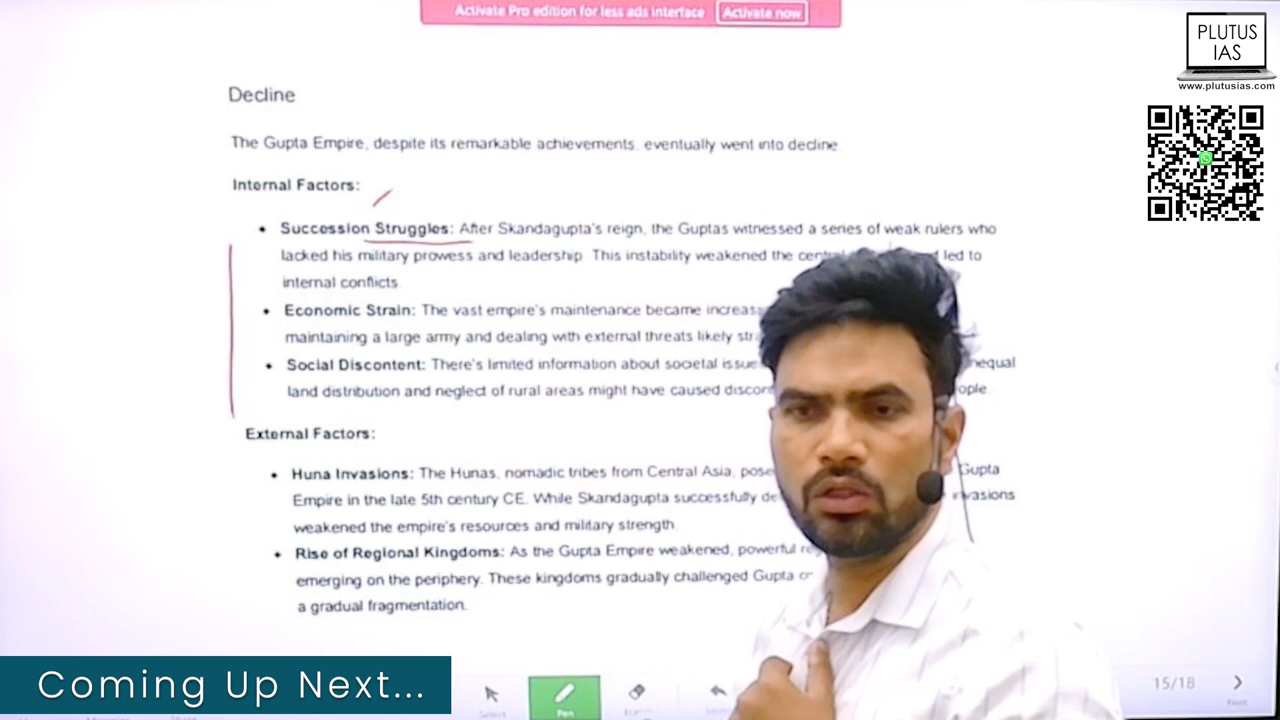 Activate Pro edition for less ads interface Activate now
PLUTUS
IAS
www.plutusias.com
Decline
The Gupta Empire, despite its remarkable achievements, eventually went into decline
Internal Factors:
• Succession Struggles: After Skandagupta's reign, the Guptas witnessed a series of weak rulers who
lacked his military prowess and leadership. This instability weakened the led to
internal conflicts.
• Economic Strain: The vast empire's maintenance became
maintaining a large army and dealing with external threats likely
• Social Discontent: There's limited information about societal
land distribution and neglect of rural areas might have caused
External Factors:
• Huna Invasions: The Hunas, nomadic tribes from Central Asia, Gupta
Empire in the late 5th century CE. While Skandagupta successfully
weakened the empire's resources and military strength.
• Rise of Regional Kingdoms: As the Gupta Empire weakened, powerful
emerging on the periphery. These kingdoms gradually challenged Gupta
a gradual fragmentation.
Coming Up Next...
Select Pen 15/18 Next